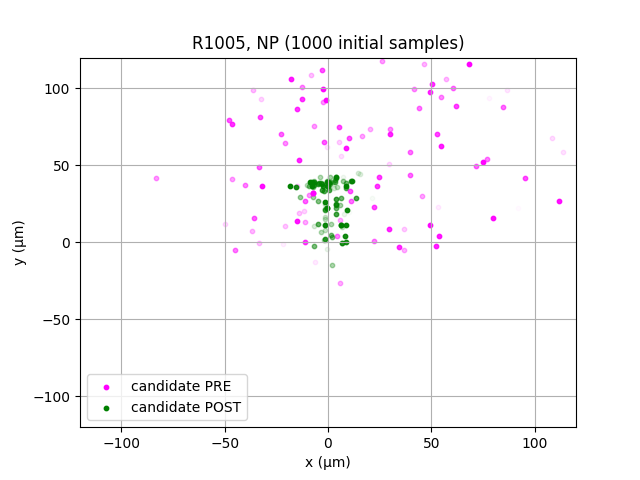 R1005, NP (1000 initial samples)
y (μm)
100
50
0
−50
−100
candidate PRE
candidate POST
−100
−50
0
50
100
x (μm)